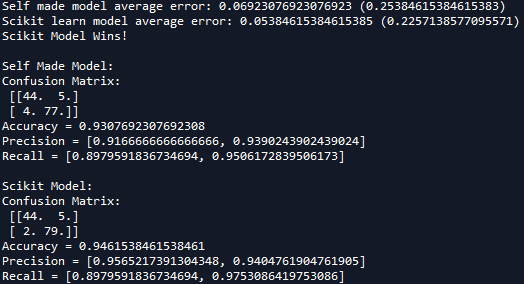 Self made model average error: 0.06923076923076923 (0.25384615384615383)
Scikit learn model average error: 0.05384615384615385 (0.2257138577095571)
Scikit Model Wins!
Self Made Model:
Confusion Matrix:
[[44. 5.]
[ 4. 77.]]
Accuracy = 0.9307692307692308
Precision = [0.9166666666666666, 0.9390243902439024]
Recall = [0.8979591836734694, 0.9506172839506173]
Scikit Model:
Confusion Matrix:
[[44. 5.]
[ 2. 79.]]
Accuracy = 0.9461538461538461
Precision = [0.9565217391304348, 0.9404761904761905]
Recall = [0.8979591836734694, 0.9753086419753086]